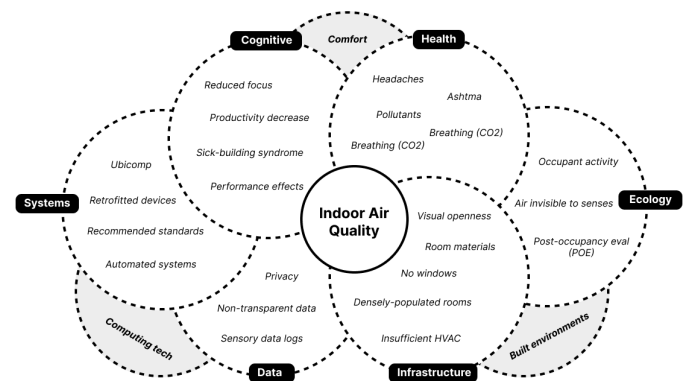 Cognitive
Comfort
Health
Reduced focus
Productivity decrease
Sick-building syndrome
Performance effects
Headaches
Ashtma
Pollutants
Breathing (CO2)
Breathing (CO2)
Systems
Ubicomp
Retrofitted devices
Recommended standards
Automated systems
Indoor Air
Quality
Ecology
Occupant activity
Air invisible to senses
Post-occupancy eval
(POE)
Visual openness
Room materials
No windows
Densely-populated rooms
Insufficient HVAC
Privacy
Non-transparent data
Sensory data logs
Computing tech
Built environments
Data
Infrastructure